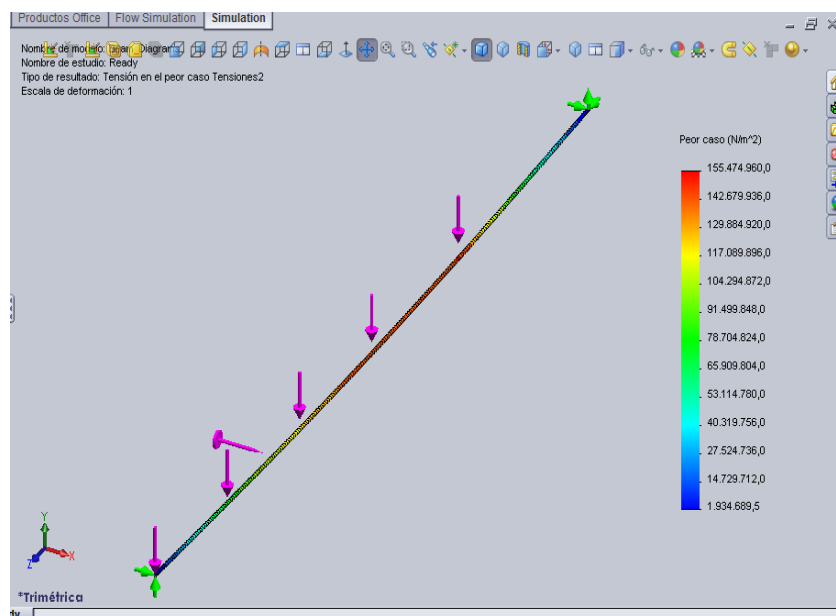 Productos Office Flow Simulation Simulation
Nombre de modelo: Diagram
Nombre de estudio: Ready
Tipo de resultado: Tensión en el peor caso Tensiones2
Escala de deformación: 1
Peor caso (N/m^2)
155.474.960,0
142.679.936,0
129.884.920,0
117.089.896,0
104.294.872,0
91.499.848,0
78.704.824,0
65.909.804,0
53.114.780,0
40.319.756,0
27.524.736,0
14.729.712,0
1.934.689,5
Y
X
Z
*Trimétrica